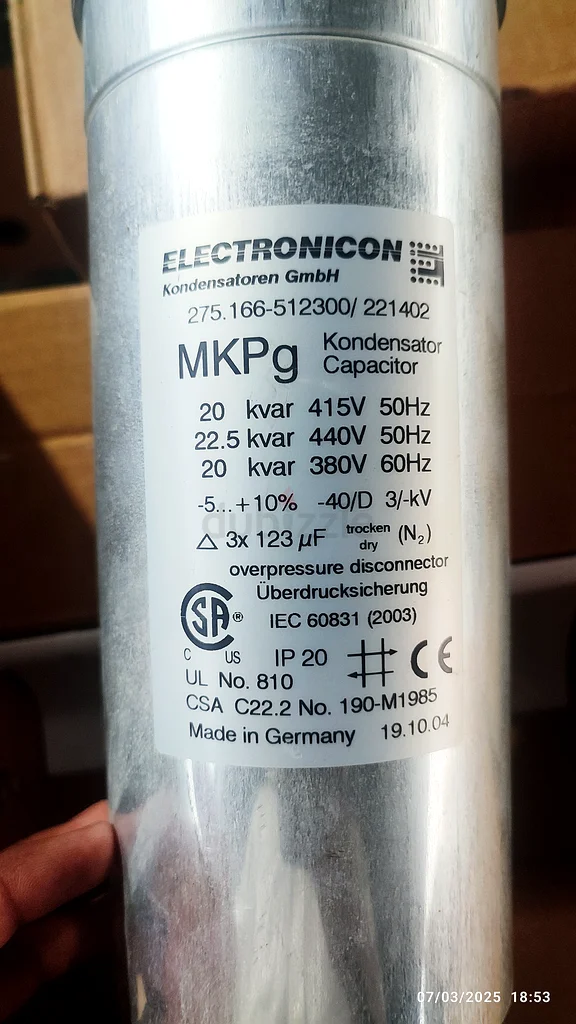 ELECTRONICON
Kondensatoren GmbH
275.166-512300/ 221402
MKPg Kondensator
Capacitor
20 kvar 415V 50Hz
22.5 kvar 440V 50Hz
20 kvar 380V 60Hz
-5...+10% -40/D 3/-kV
dubizzle
△ 3x 123 µF trocken dry (N₂)
overpressure disconnector
Überdrucksicherung
SA®
IEC 60831 (2003)
C US IP 20 CE
UL No. 810
CSA C22.2 No. 190-M1985
Made in Germany 19.10.04
07/03/2025 18:53